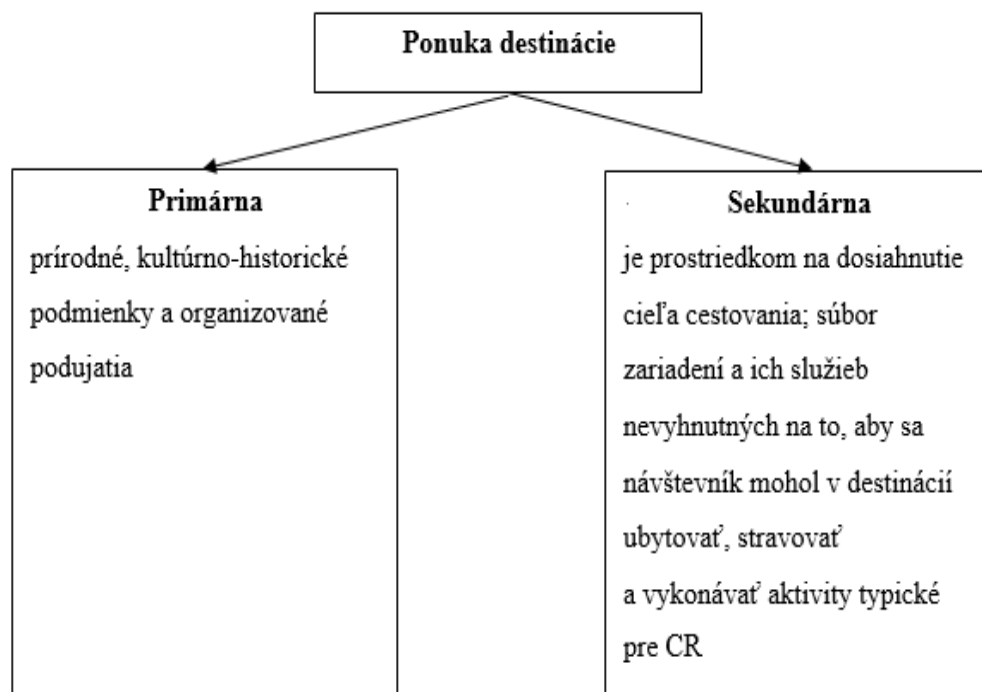 Ponuka destinácie
Primárna
prírodné, kultúrno-historické
podmienky a organizované
podujatia
Sekundárna
je prostriedkom na dosiahnutie
cieľa cestovania; súbor
zariadení a ich služieb
nevyhnutných na to, aby sa
návštevník mohol v destinácií
ubytovať, stravovať
a vykonávať aktivity typické
pre CR